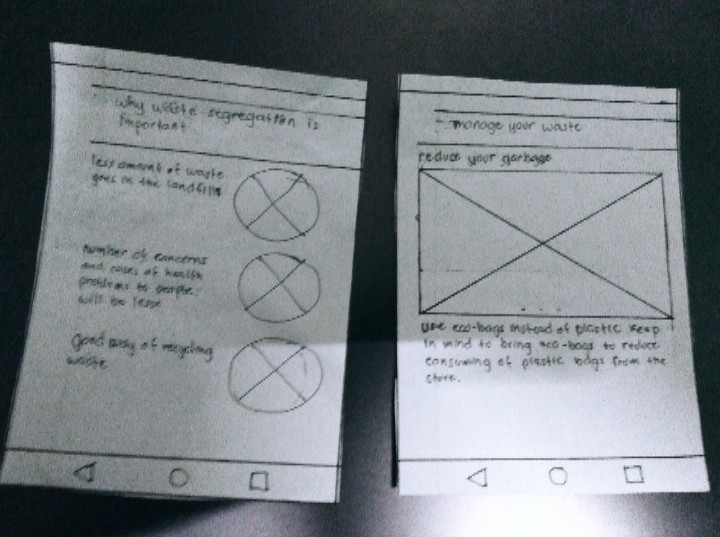 Why waste segregation is
important
less amount of waste
goes in the landfills
number of concerns
and cases of health
problems to people
will be lesse
Good way of recycling
waste
manage your waste
reduce your garbage
Use eco-bags instead of plastic keep
in mind to bring eco-bags to reduce
consuming of plastic bags from the
store.